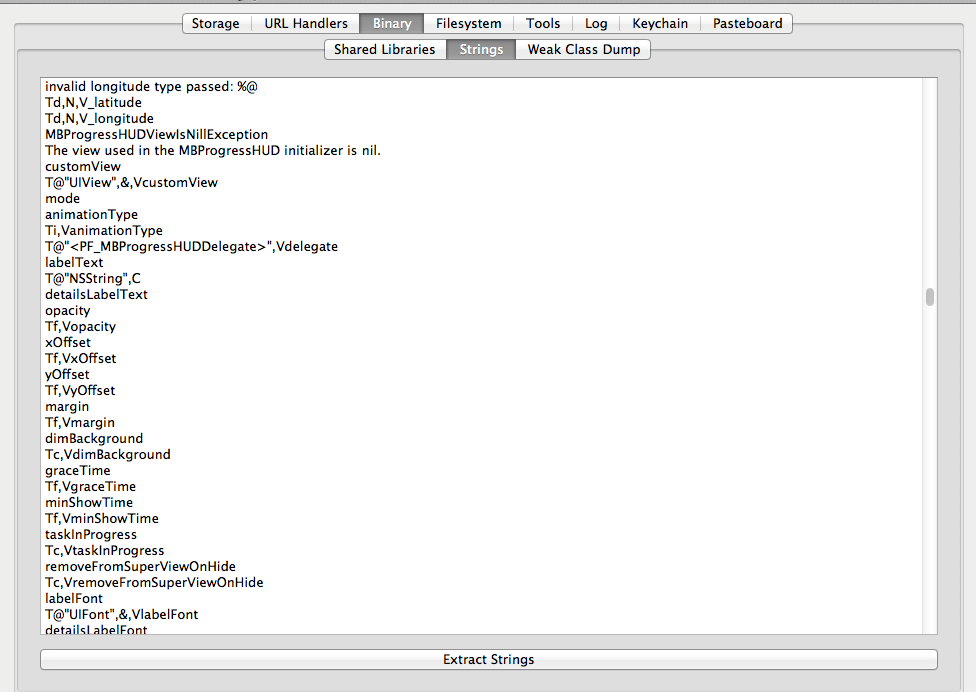 Storage URL Handlers Binary Filesystem Tools Log Keychain Pasteboard
Shared Libraries Strings Weak Class Dump
invalid longitude type passed: %@
Td,N,V_latitude
Td,N,V_longitude
MBProgressHUDViewIsNillException
The view used in the MBProgressHUD initializer is nil.
customView
T@"UIView",&,VcustomView
mode
animationType
Ti,VanimationType
T@"<PF_MBProgressHUDDelegate>",Vdelegate
labelText
T@"NSString",C
detailsLabelText
opacity
Tf,Vopacity
xOffset
Tf,VxOffset
yOffset
Tf,VyOffset
margin
Tf,Vmargin
dimBackground
Tc,VdimBackground
graceTime
Tf,VgraceTime
minShowTime
Tf,VminShowTime
taskInProgress
Tc,VtaskInProgress
removeFromSuperViewOnHide
Tc,VremoveFromSuperViewOnHide
labelFont
T@"UIFont",&,VlabelFont
detailsLabelFont
Extract Strings